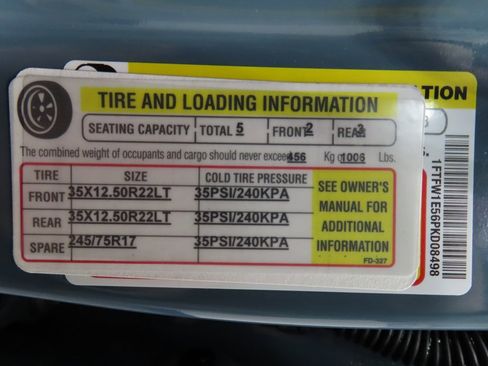 TIRE AND LOADING INFORMATION
SEATING CAPACITY TOTAL 5 FRONT 2 REAR 3
The combined weight of occupants and cargo should never exceed 456 Kg or 1006 Lbs.
TIRE SIZE COLD TIRE PRESSURE
FRONT 35X12.50R22LT 35PSI/240KPA
REAR 35X12.50R22LT 35PSI/240KPA
SPARE 245/75R17 35PSI/240KPA
SEE OWNER'S
MANUAL FOR
ADDITIONAL
INFORMATION
FD-327
1FTFW1E56PKD08498